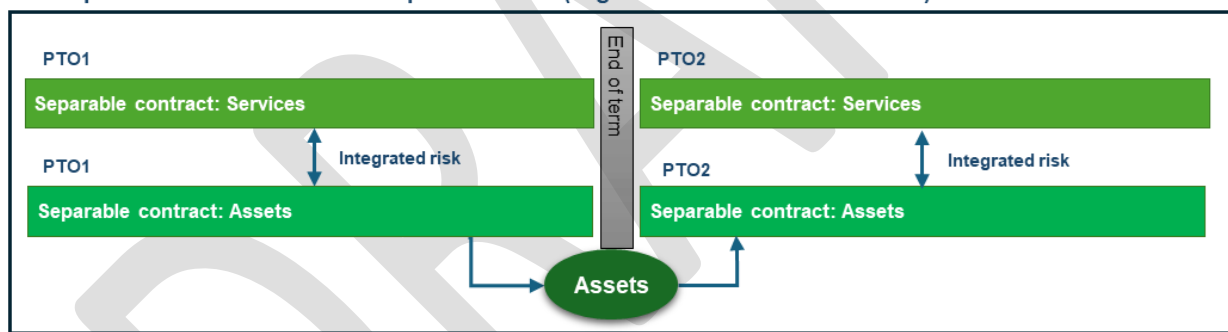 PTO1
PTO2
Separable contract: Services
Separable contract: Services
End of term
Integrated risk
Integrated risk
PTO1
PTO2
Separable contract: Assets
Separable contract: Assets
Assets
DRA